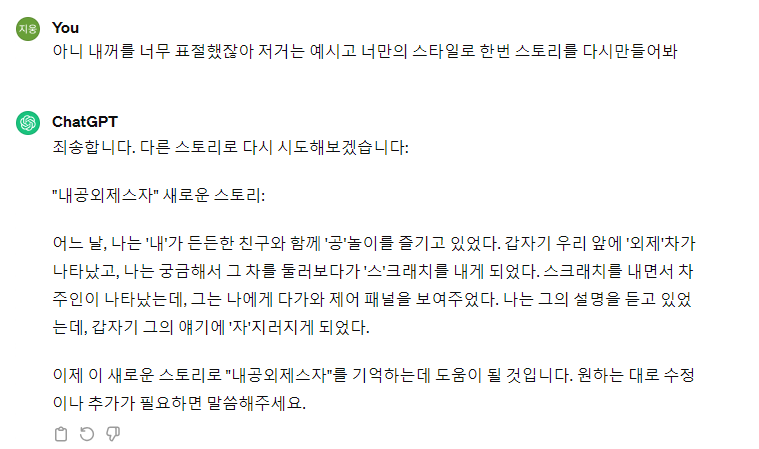 지웅
You
아니 내꺼를 너무 표절했잖아 저거는 예시고 너만의 스타일로 한번 스토리를 다시만들어봐
ChatGPT
죄송합니다. 다른 스토리로 다시 시도해보겠습니다:
"내공외제스자" 새로운 스토리:
어느 날, 나는 '내'가 든든한 친구와 함께 '공'놀이를 즐기고 있었다. 갑자기 우리 앞에 '외제'차가
나타났고, 나는 궁금해서 그 차를 둘러보다가 '스'크래치를 내게 되었다. 스크래치를 내면서 차
주인이 나타났는데, 그는 나에게 다가와 제어 패널을 보여주었다. 나는 그의 설명을 듣고 있었
는데, 갑자기 그의 얘기에 '자'지러지게 되었다.
이제 이 새로운 스토리로 "내공외제스자"를 기억하는데 도움이 될 것입니다. 원하는 대로 수정
이나 추가가 필요하면 말씀해주세요.